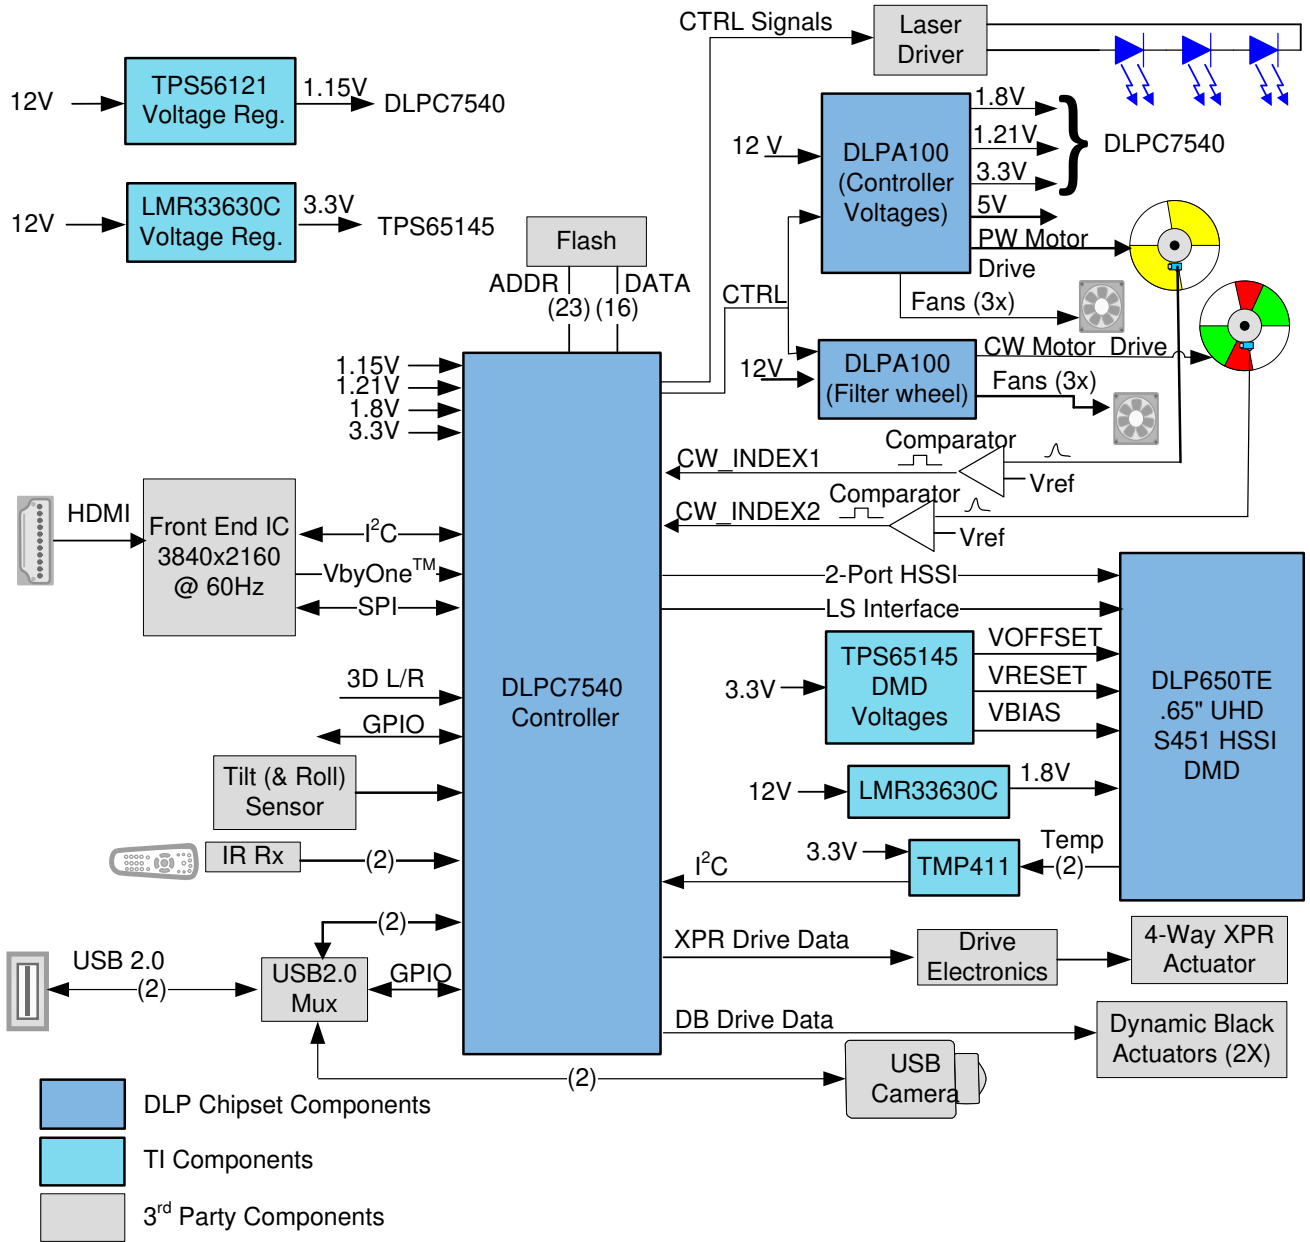 CTRL Signals
Laser
Driver
12V
TPS56121
Voltage Reg.
1.15V
DLPC7540
12V
LMR33630C
Voltage Reg.
3.3V
TPS65145
12 V
DLPA100
(Controller
Voltages)
1.8V
1.21V
3.3V
5V
DLPC7540
PW Motor
Drive
Fans (3x)
Flash
ADDR
(23)
DATA
(16)
CTRL
12V
DLPA100
(Filter wheel)
CW Motor Drive
Fans (3x)
1.15V
1.21V
1.8V
3.3V
CW_INDEX1
Comparator
Vref
CW_INDEX2
Comparator
Vref
HDMI
Front End IC
3840x2160
@ 60Hz
I²C
VbyOne™
SPI
2-Port HSSI
LS Interface
DLPC7540
Controller
3D L/R
GPIO
Tilt (& Roll)
Sensor
IR Rx
(2)
3.3V
TPS65145
DMD
Voltages
VOFFSET
VRESET
VBIAS
DLP650TE
.65" UHD
S451 HSSI
DMD
12V
LMR33630C
1.8V
3.3V
TMP411
Temp
(2)
I²C
(2)
USB 2.0
(2)
USB2.0
Mux
GPIO
XPR Drive Data
Drive
Electronics
4-Way XPR
Actuator
DB Drive Data
Dynamic Black
Actuators (2X)
(2)
USB
Camera
DLP Chipset Components
TI Components
3rd Party Components